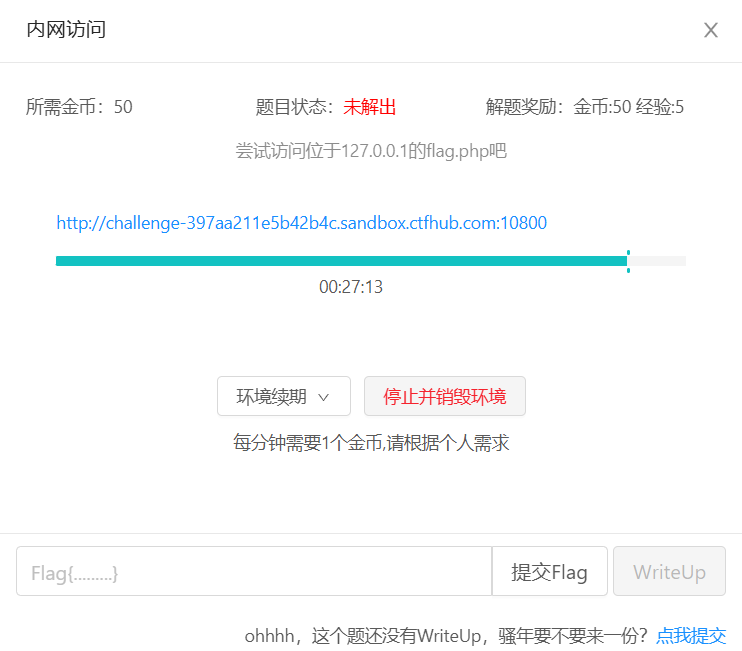 内网访问
所需金币：50 题目状态：未解出 解题奖励：金币:50 经验:5
尝试访问位于127.0.0.1的flag.php吧
http://challenge-397aa211e5b42b4c.sandbox.ctfhub.com:10800
00:27:13
环境续期 停止并销毁环境
每分钟需要1个金币,请根据个人需求
Flag{.........} 提交Flag WriteUp
ohhhh，这个题还没有WriteUp，骚年要不要来一份？点我提交